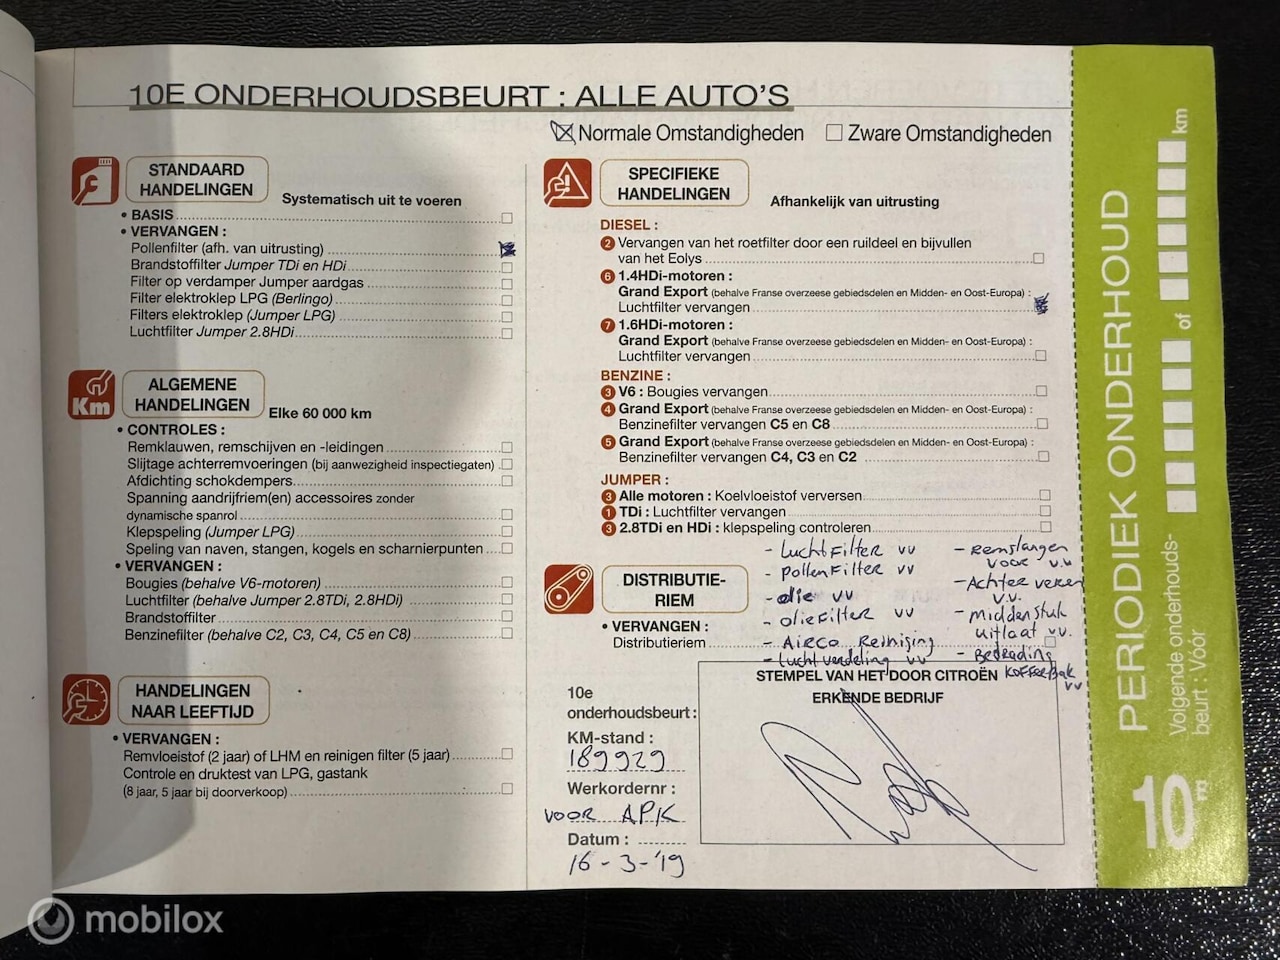 10E ONDERHOUDSBEURT : ALLE AUTO'S
Normale Omstandigheden
Zware Omstandigheden
STANDAARD
HANDELINGEN
Systematisch uit te voeren
• BASIS
• VERVANGEN :
Pollenfilter (afh. van uitrusting)
Brandstoffilter Jumper TDi en HDi
Filter op verdamper Jumper aardgas
Filter elektroklep LPG (Berlingo)
Filters elektroklep (Jumper LPG)
Luchtfilter Jumper 2.8HDi
Km
ALGEMENE
HANDELINGEN
Elke 60 000 km
• CONTROLES :
Remklauwen, remschijven en -leidingen
Slijtage achterremvoeringen (bij aanwezigheid inspectiegaten)
Afdichting schokdempers
Spanning aandrijfriem(en) accessoires zonder
dynamische spanrol
Klepspeling (Jumper LPG)
Speling van naven, stangen, kogels en scharnierpunten
• VERVANGEN :
Bougies (behalve V6-motoren)
Luchtfilter (behalve Jumper 2.8TDi, 2.8HDi)
Brandstoffilter
Benzinefilter (behalve C2, C3, C4, C5 en C8)
HANDELINGEN
NAAR LEEFTIJD
• VERVANGEN :
Remvloeistof (2 jaar) of LHM en reinigen filter (5 jaar)
Controle en druktest van LPG, gastank
(8 jaar, 5 jaar bij doorverkoop)
SPECIFIEKE
HANDELINGEN
Afhankelijk van uitrusting
DIESEL :
2 Vervangen van het roetfilter door een ruildeel en bijvullen
van het Eolys
6 1.4HDi-motoren :
Grand Export (behalve Franse overzeese gebiedsdelen en Midden- en Oost-Europa) :
Luchtfilter vervangen
7 1.6HDi-motoren :
Grand Export (behalve Franse overzeese gebiedsdelen en Midden- en Oost-Europa) :
Luchtfilter vervangen
BENZINE :
3 V6 : Bougies vervangen
4 Grand Export (behalve Franse overzeese gebiedsdelen en Midden- en Oost-Europa) :
Benzinefilter vervangen C5 en C8
5 Grand Export (behalve Franse overzeese gebiedsdelen en Midden- en Oost-Europa) :
Benzinefilter vervangen C4, C3 en C2
JUMPER :
3 Alle motoren : Koelvloeistof verversen
1 TDi : Luchtfilter vervangen
3 2.8TDi en HDi : klepspeling controleren
- Luchtfilter vv
- pollenfilter vv
- olie vv
- oliefilter vv
- Airco Reiniging
- Luchtverdeling vv
- Remslangen
voor v.v
- Achter veren
v.v.
- middenstuk
uitlaat vv.
- Bedrading
Kofferbak
vv
DISTRIBUTIE-
RIEM
• VERVANGEN :
Distributieriem
STEMPEL VAN HET DOOR CITROËN
ERKENDE BEDRIJF
10e
onderhoudsbeurt :
KM-stand :
189929
Werkordernr :
voor APK
Datum :
16-3-'19
PERIODIEK ONDERHOUD
10
Volgende onderhouds-
beurt : Vóór
of
km
mobilox